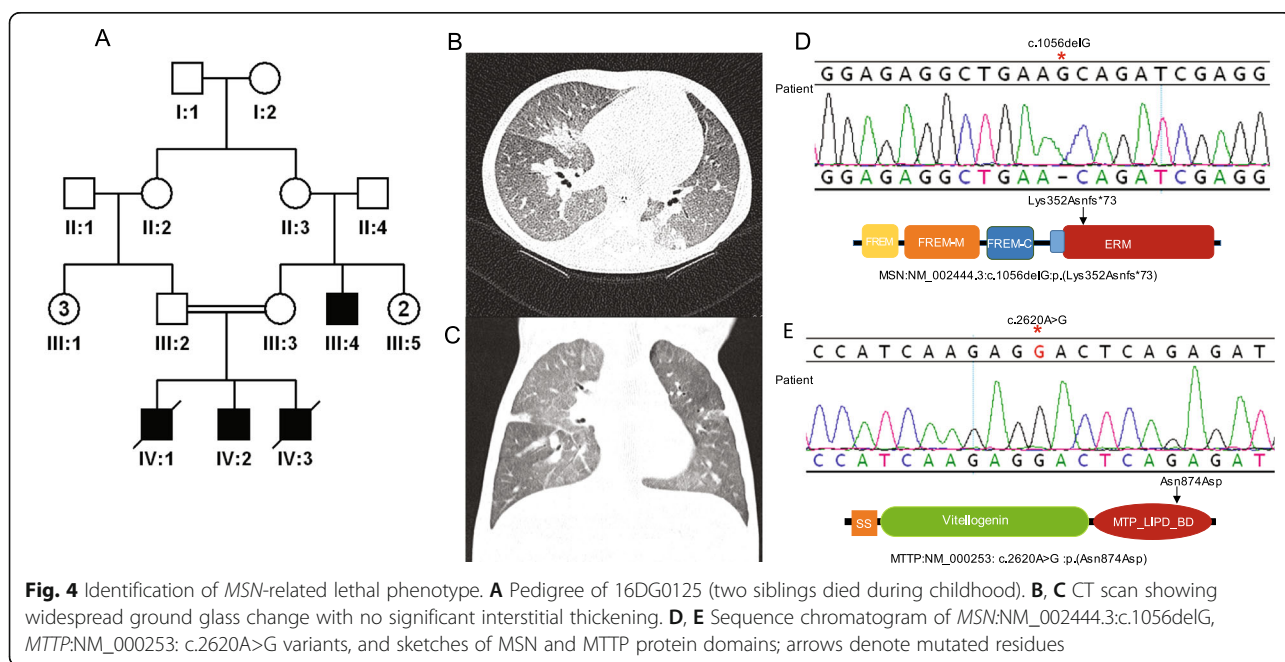 A
I:1
I:2
II:1
II:2
II:3
II:4
3
2
III:1
III:2
III:3
III:4
III:5
IV:1
IV:2
IV:3
B
C
D
c.1056delG
*
G G A G A G G C T G A A G C A G A T C G A G G
Patient
G G A G A G G C T G A A - C A G A T C G A G G
Lys352Asnfs*73
FREM
FREM-M
FREM-C
ERM
MSN:NM_002444.3:c.1056delG:p.(Lys352Asnfs*73)
E
c.2620A>G
*
C C A T C A A G A G G A C T C A G A G A T
Patient
C C A T C A A G A G G A C T C A G A G A T
Asn874Asp
SS
Vitellogenin
MTP_LIPD_BD
MTTP:NM_000253: c.2620A>G :p.(Asn874Asp)
Fig. 4 Identification of MSN-related lethal phenotype. A Pedigree of 16DG0125 (two siblings died during childhood). B, C CT scan showing
widespread ground glass change with no significant interstitial thickening. D, E Sequence chromatogram of MSN:NM_002444.3:c.1056delG,
MTTP:NM_000253: c.2620A>G variants, and sketches of MSN and MTTP protein domains; arrows denote mutated residues